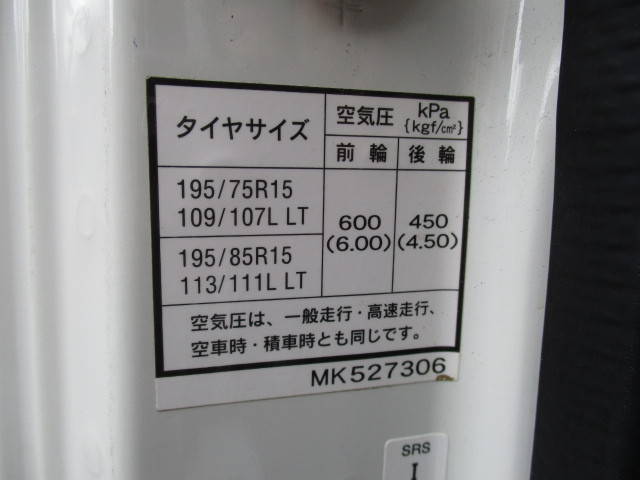 タイヤサイズ
空気圧 kPa
{kgf/cm²}
前輪 後輪
195/75R15
109/107L LT
195/85R15
113/111L LT
600
(6.00)
450
(4.50)
空気圧は、一般走行・高速走行、
空車時・積車時とも同じです。
MK527306
SRS